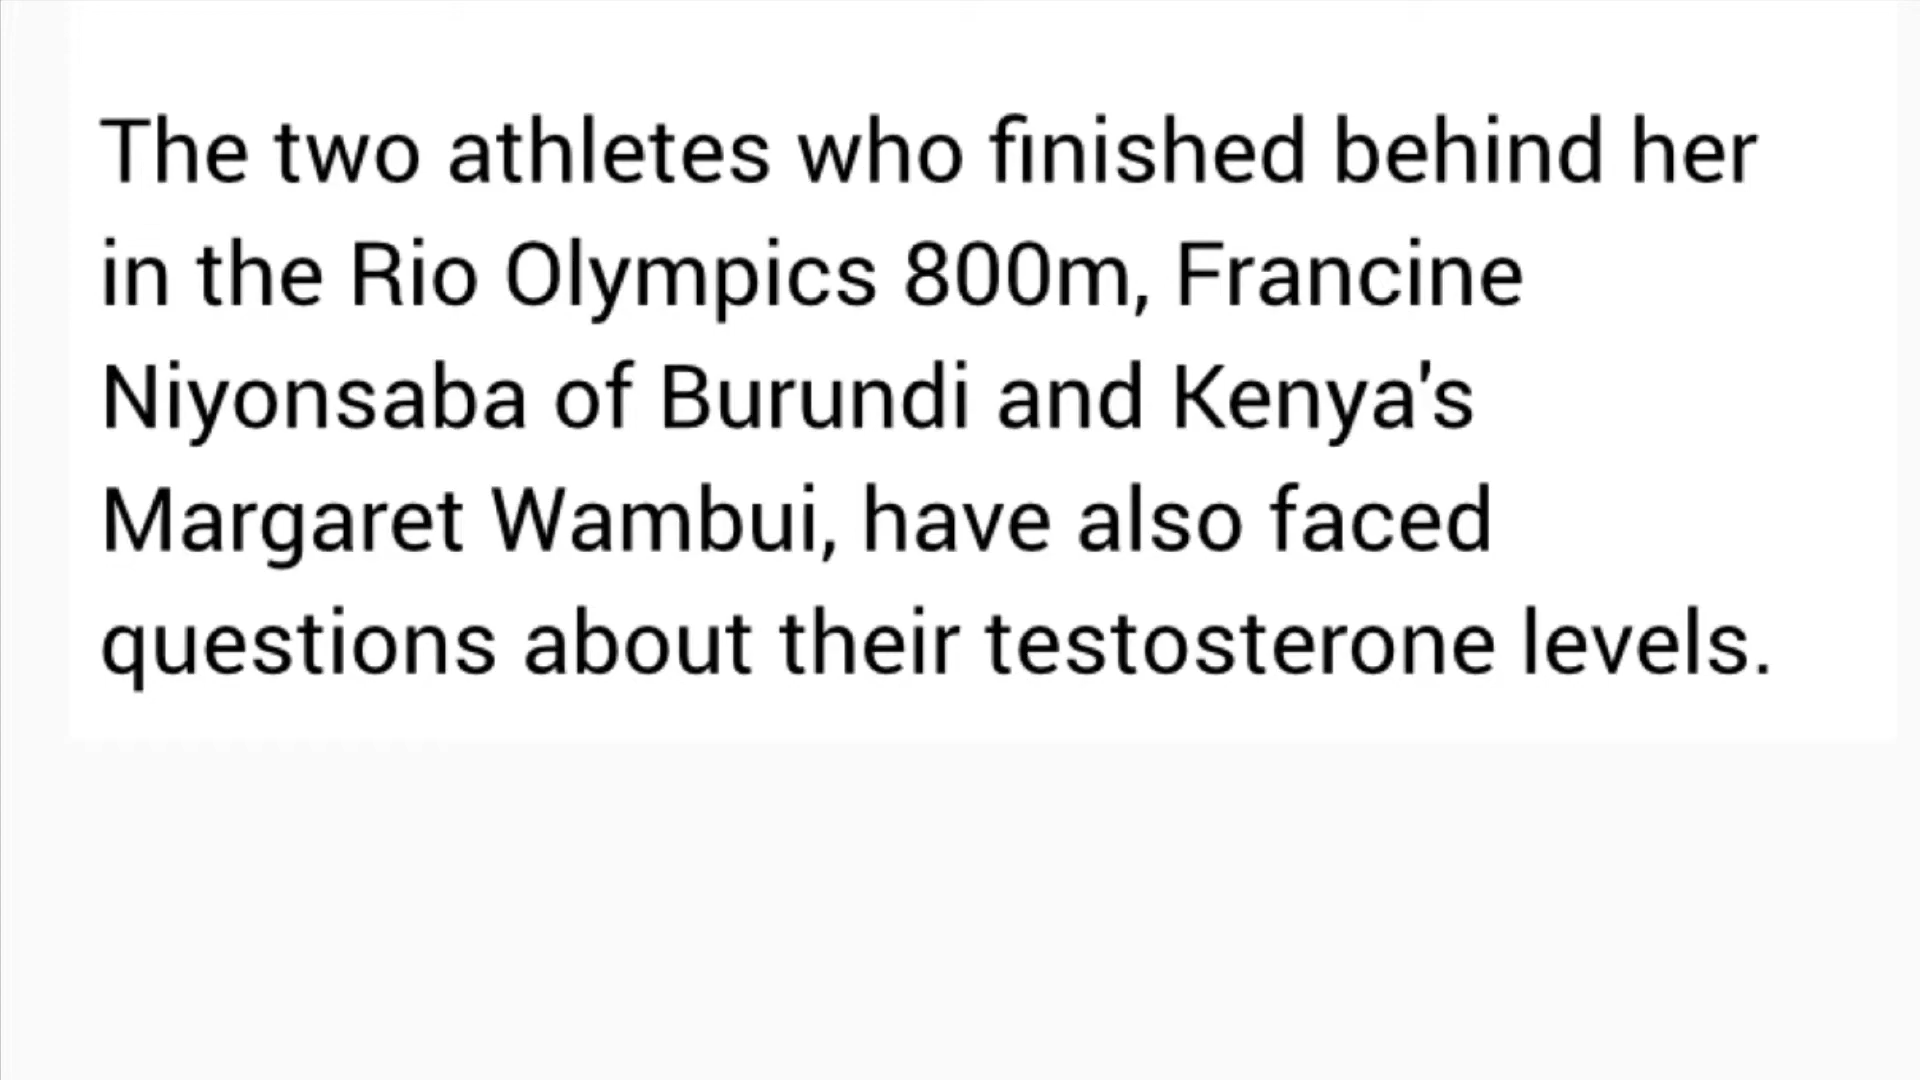 The two athletes who finished behind her
in the Rio Olympics 800m, Francine
Niyonsaba of Burundi and Kenya's
Margaret Wambui, have also faced
questions about their testosterone levels.